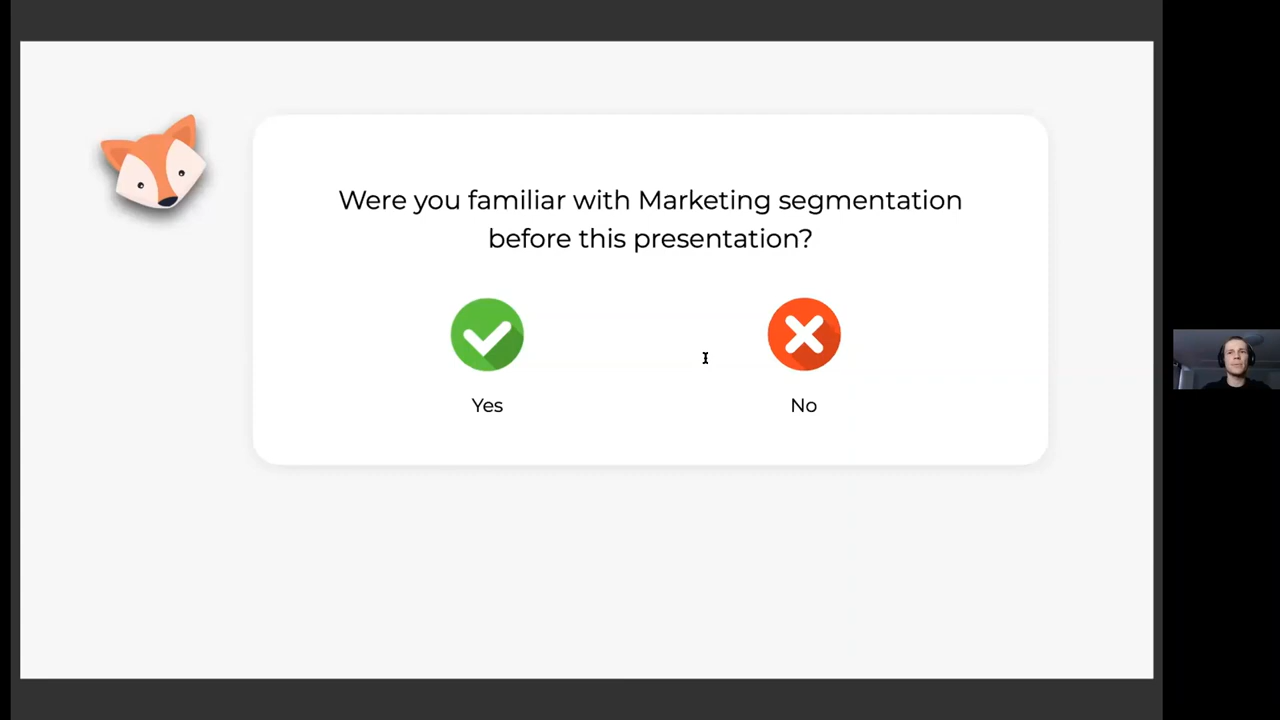 Were you familiar with Marketing segmentation
before this presentation?
Yes
No